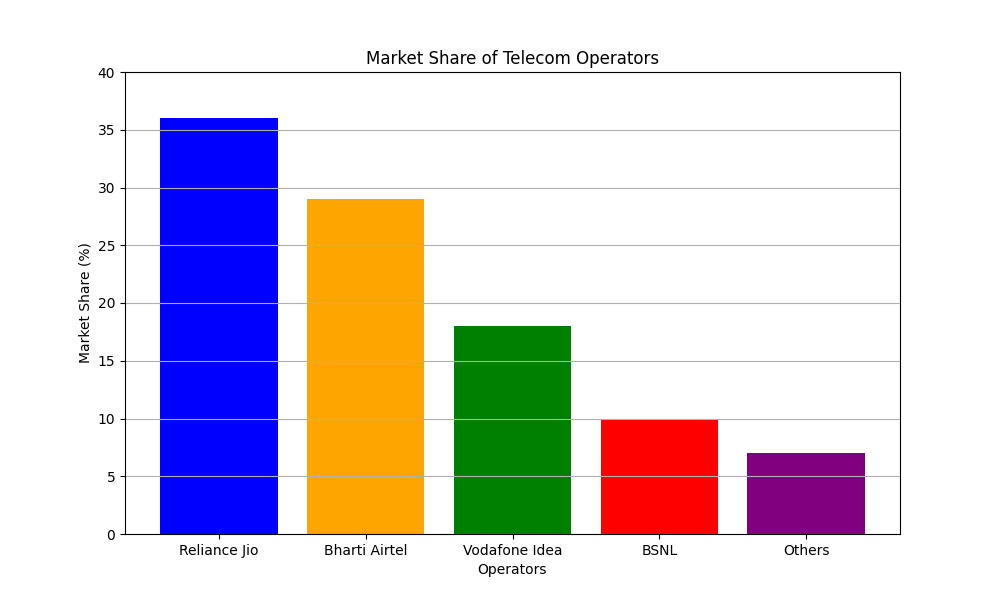 Market Share of Telecom Operators
Market Share (%)
40
35
30
25
20
15
10
5
0
Reliance Jio
Bharti Airtel
Vodafone Idea
BSNL
Others
Operators